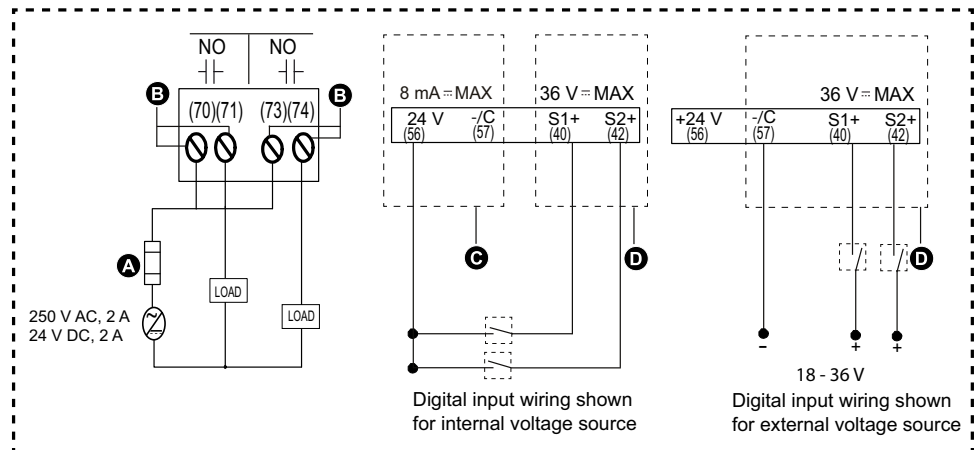 NO NO
B (70)(71) (73)(74) B
A
LOAD
LOAD
250 V AC, 2 A
24 V DC, 2 A
8 mA ⎓ MAX 36 V ⎓ MAX
24 V -/C S1+ S2+
(56) (57) (40) (42)
C D
Digital input wiring shown
for internal voltage source
36 V ⎓ MAX
+24 V -/C S1+ S2+
(56) (57) (40) (42)
D
– + +
18 - 36 V
Digital input wiring shown
for external voltage source